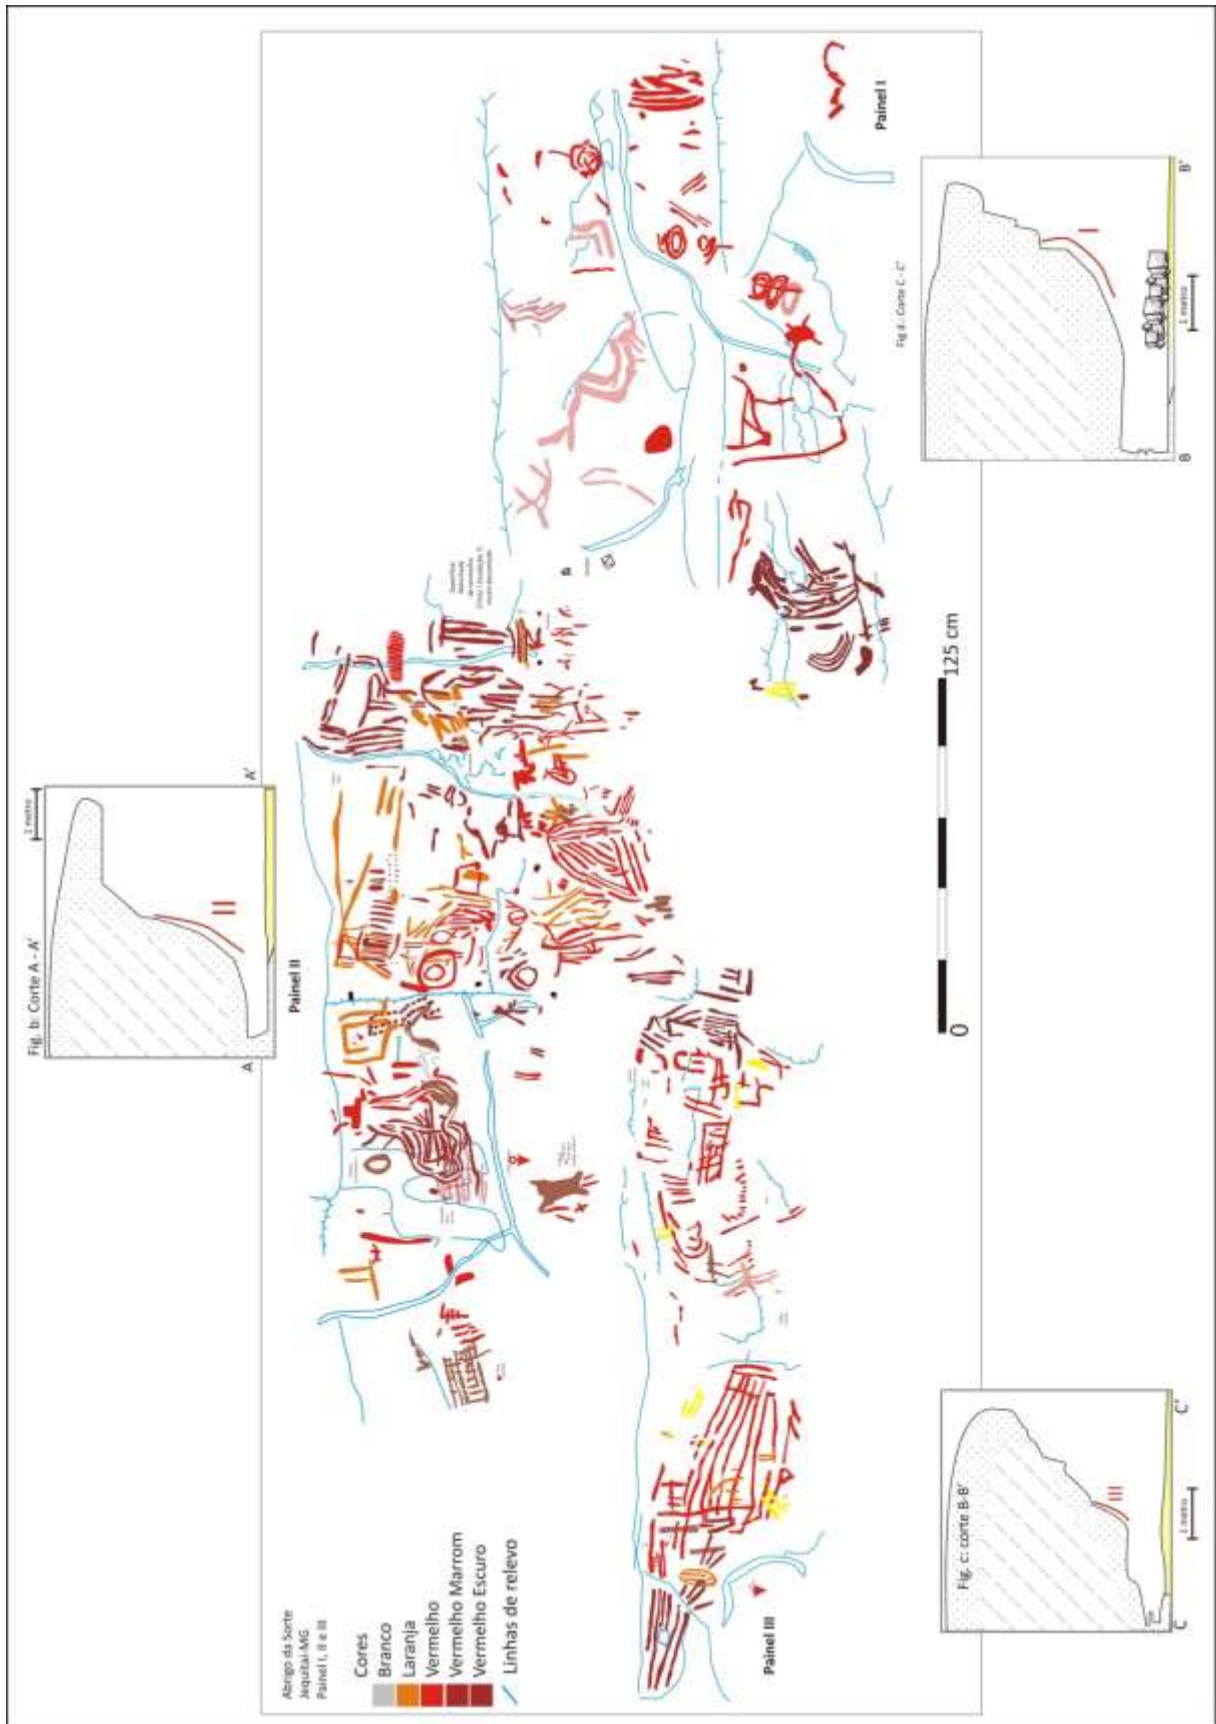 Fig. b: Corte A - A'
1 metro
II
A
A'
Painel II
Painel I
Fig d : Corte C - C'
1 metro
I
B
B'
0
125 cm
Abrigo da Sorte
Jequitaí-MG
Painel I, II e III
Cores
Branco
Laranja
Vermelho
Vermelho Marrom
Vermelho Escuro
Linhas de relevo
Painel III
Fig. c: corte B-B'
1 metro
III
C
C'